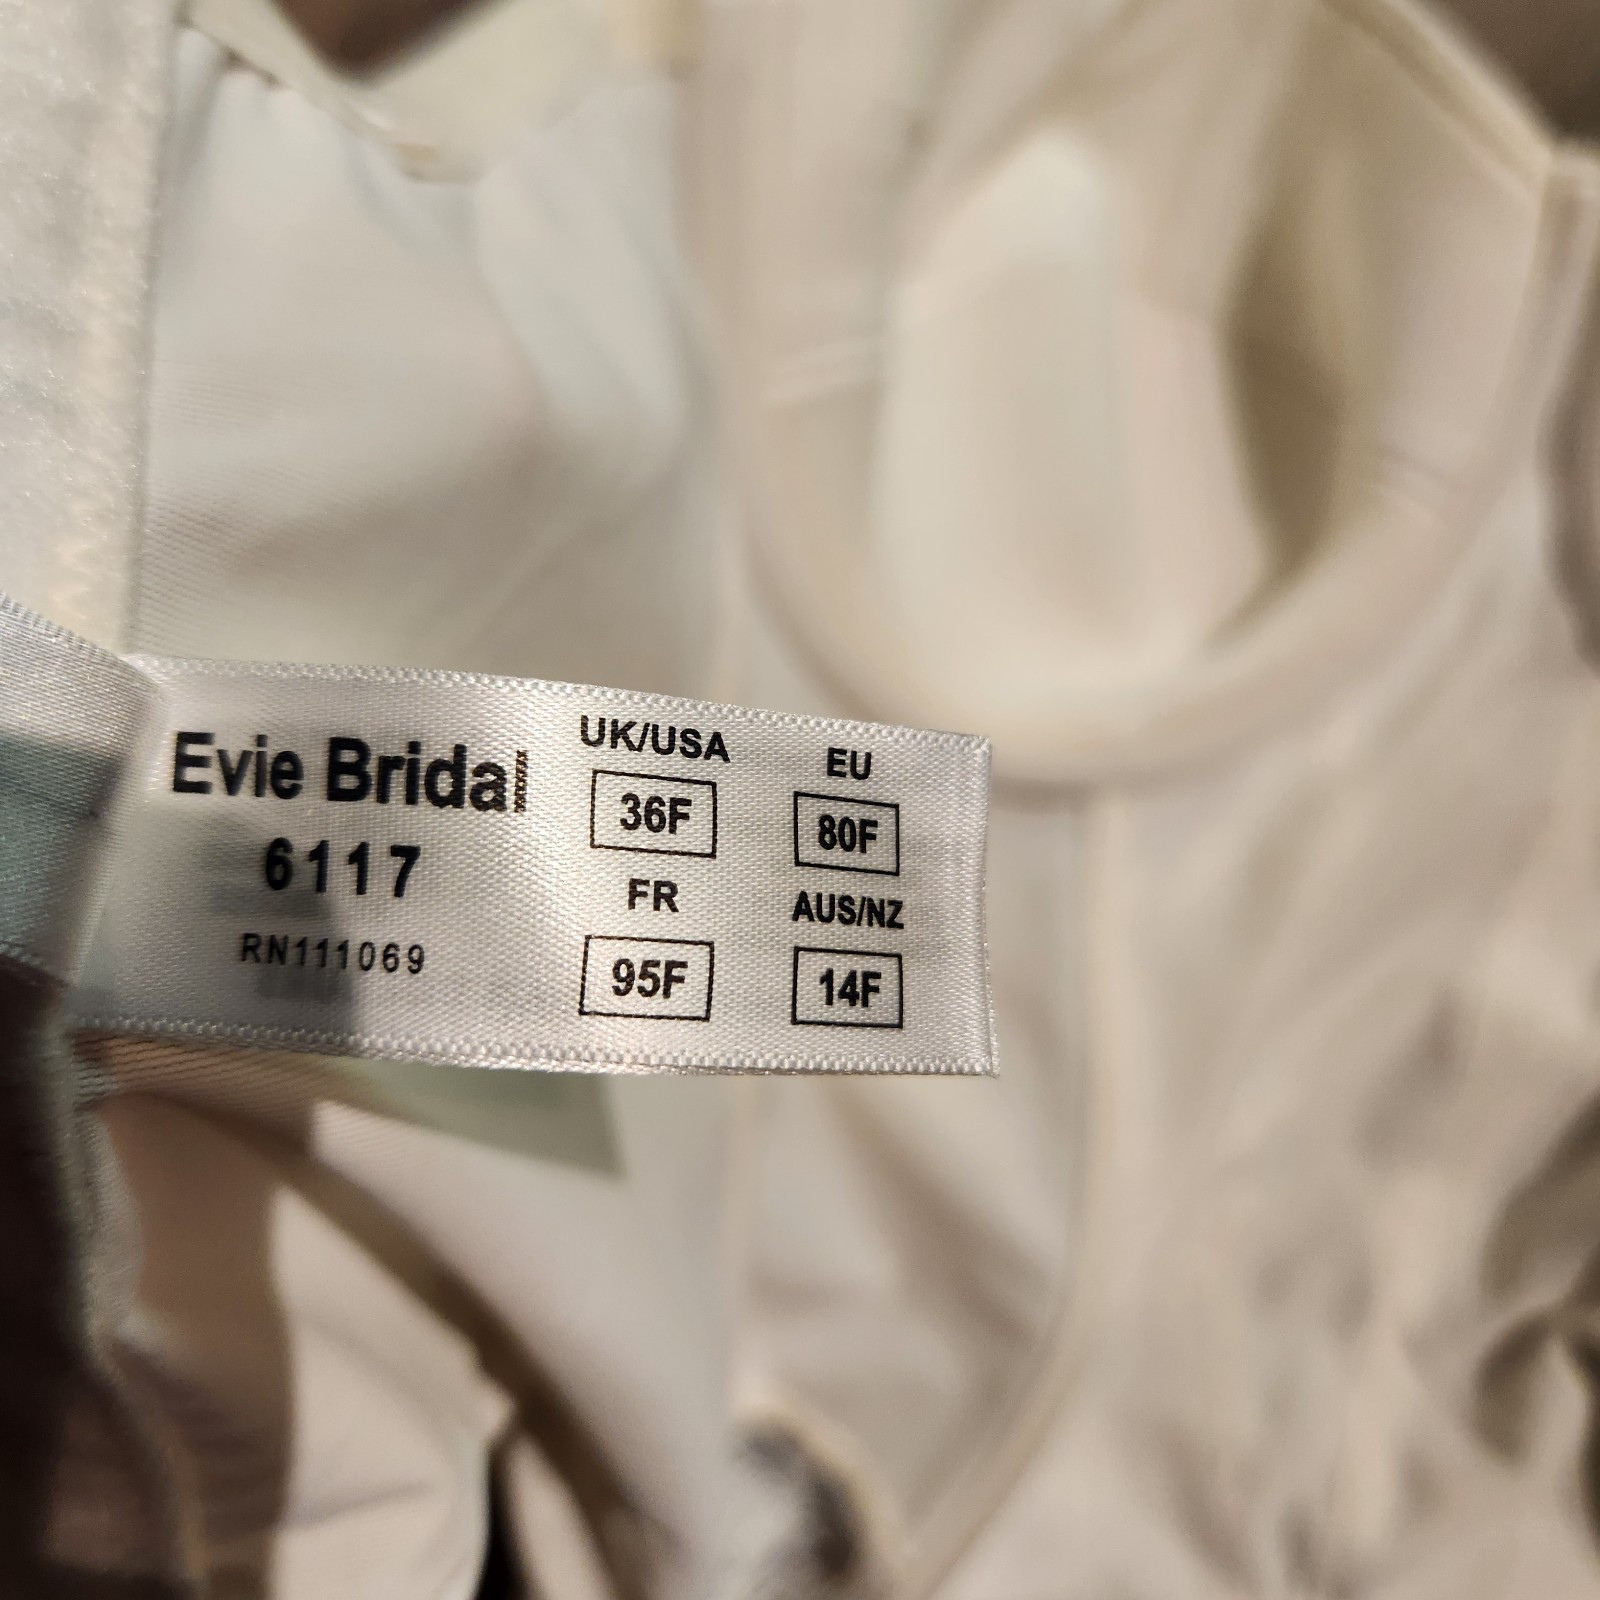 Evie Bridal
6117
RN111069
UK/USA
36F
EU
80F
FR
95F
AUS/NZ
14F